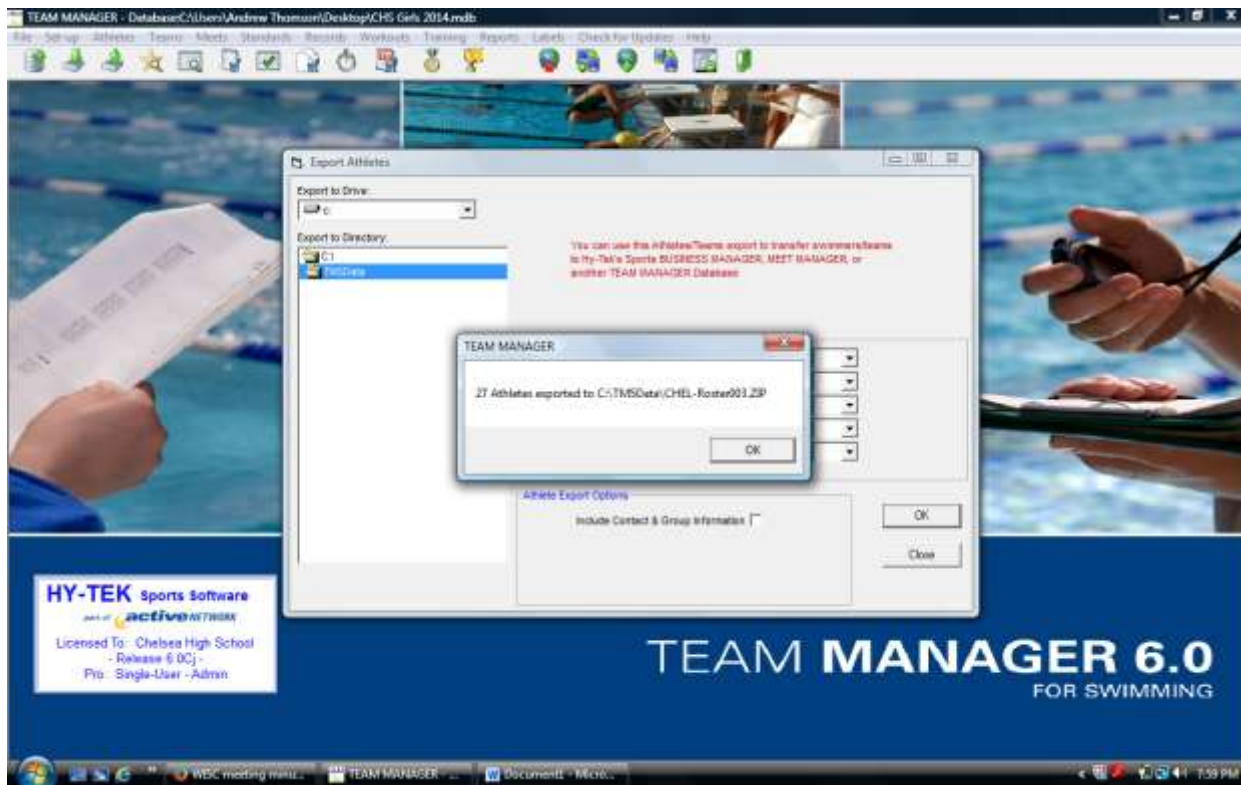 TEAM MANAGER - Database:C:\Users\Andrew Thomson\Desktop\CHS Girls 2014.mdb
File Set-up Athletes Teams Meets Standards Records Workouts Training Reports Labels Check for Updates Help
Export Athletes
Export to Drive:
c:
Export to Directory:
C:\
TM5Data
You can use this Athletes/Teams export to transfer swimmers/teams
to Hy-Tek's Sports BUSINESS MANAGER, MEET MANAGER, or
another TEAM MANAGER Database
TEAM MANAGER
27 Athletes exported to C:\TM5Data\CHEL-Roster003.ZIP
OK
Athlete Export Options
Include Contact & Group Information
OK
Close
HY-TEK Sports Software
part of active NETWORK
Licensed To: Chelsea High School
- Release 6.0Cj -
Pro: Single-User - Admin
TEAM MANAGER 6.0
FOR SWIMMING
WISC meeting minu...
TEAM MANAGER - ...
Document1 - Micro...
7:59 PM